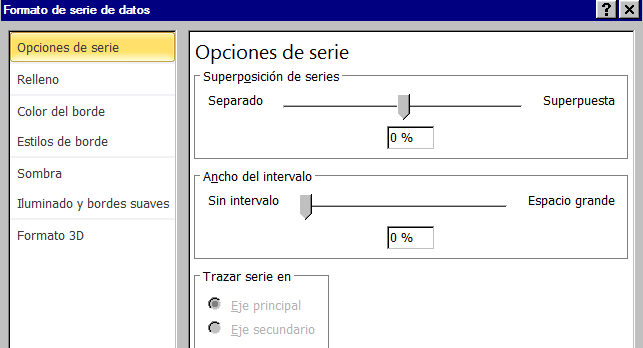 Formato de serie de datos
Opciones de serie
Relleno
Color del borde
Estilos de borde
Sombra
Iluminado y bordes suaves
Formato 3D
Opciones de serie
Superposición de series
Separado
Superpuesta
0 %
Ancho del intervalo
Sin intervalo
Espacio grande
0 %
Trazar serie en
Eje principal
Eje secundario